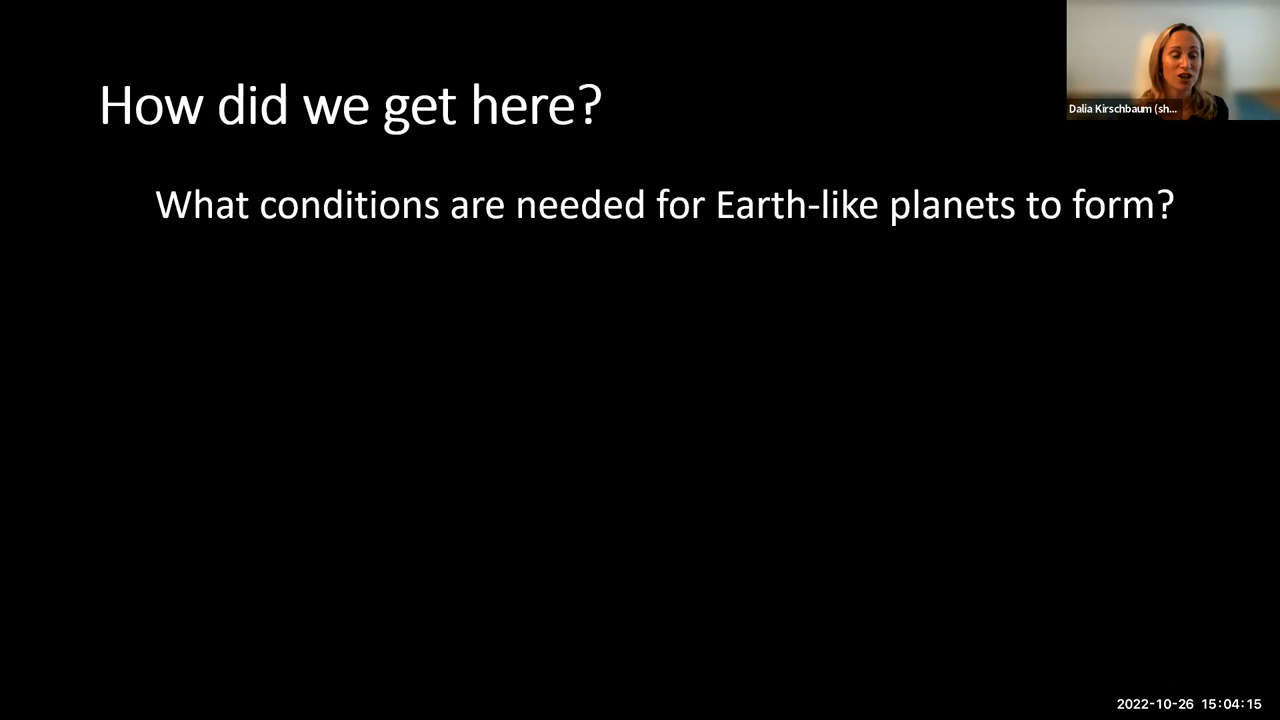 How did we get here?
Dalia Kirschbaum (sh...
What conditions are needed for Earth-like planets to form?
2022-10-26 15:04:15